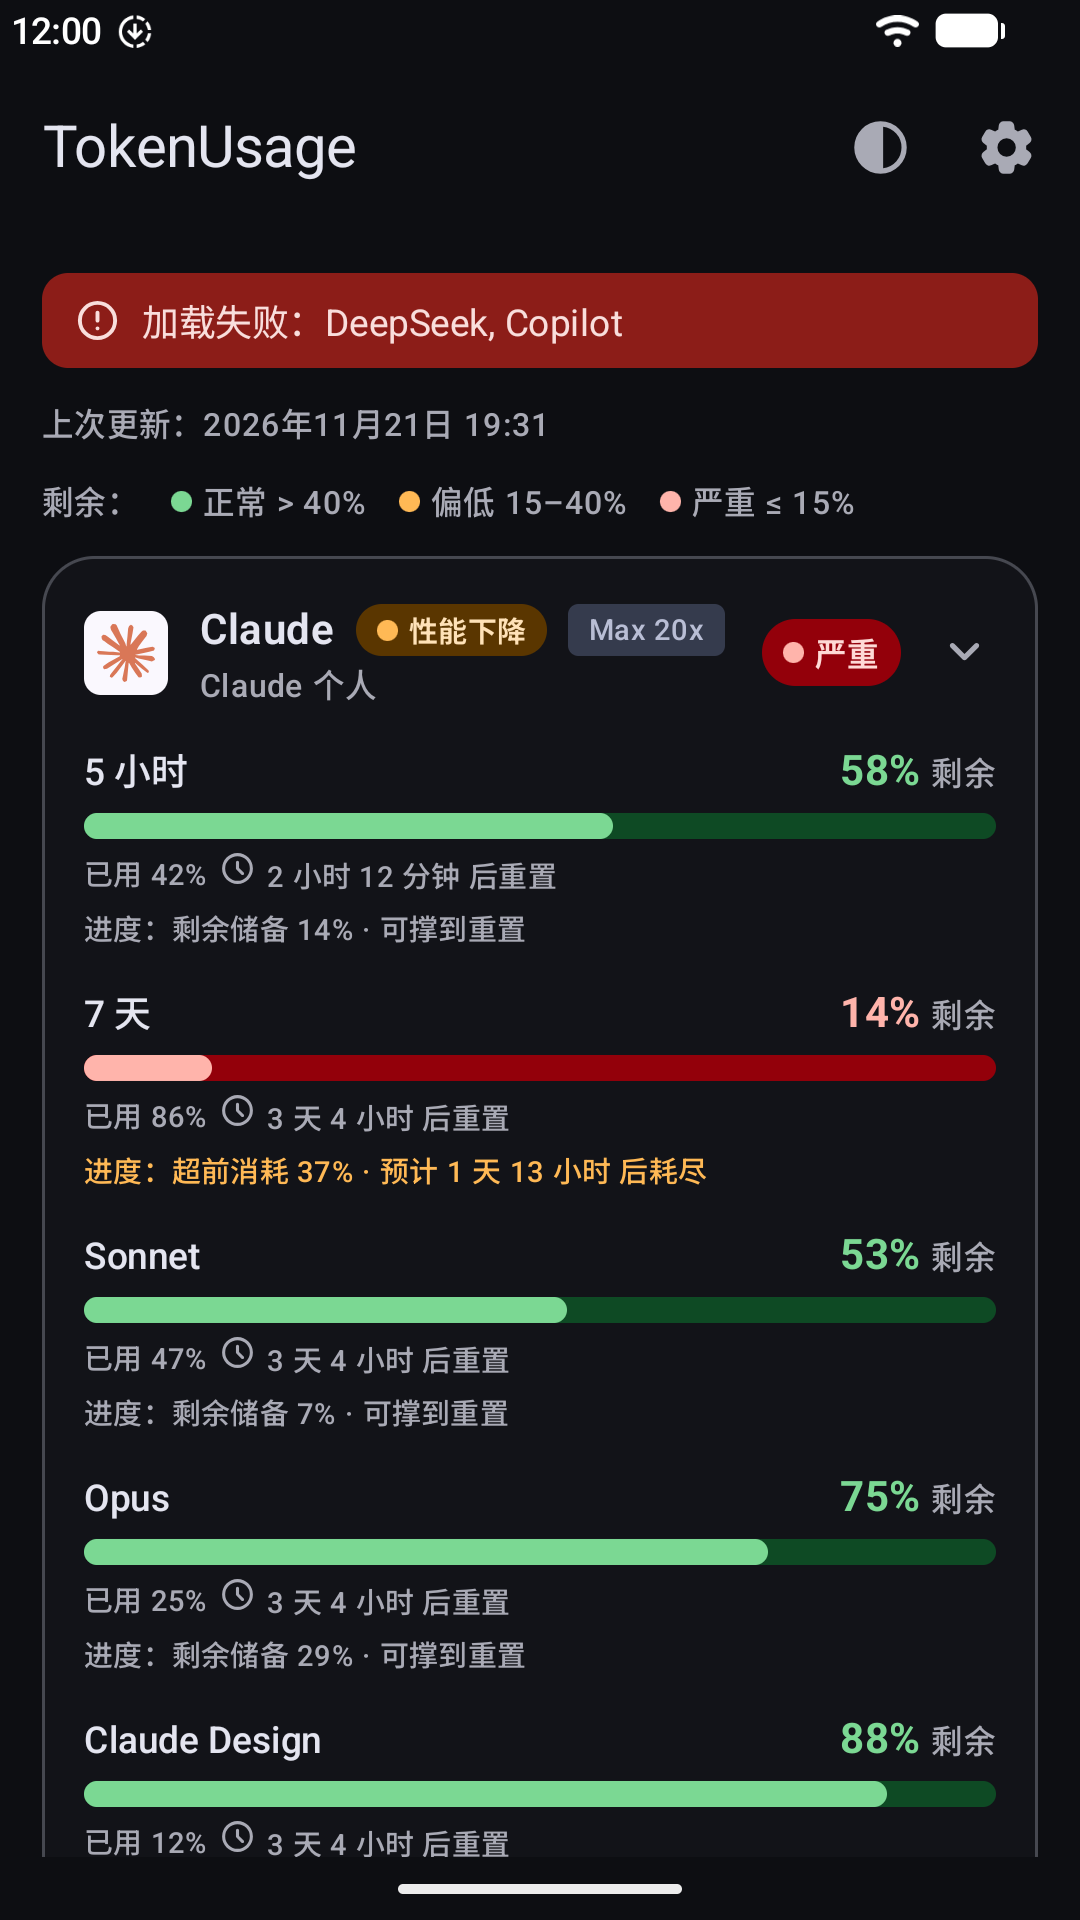 12:00
TokenUsage
加载失败：DeepSeek, Copilot
上次更新：2026年11月21日 19:31
剩余： 正常 > 40% 偏低 15–40% 严重 ≤ 15%
Claude 性能下降 Max 20x 严重
Claude 个人
5 小时 58% 剩余
已用 42% 2 小时 12 分钟 后重置
进度：剩余储备 14% · 可撑到重置
7 天 14% 剩余
已用 86% 3 天 4 小时 后重置
进度：超前消耗 37% · 预计 1 天 13 小时 后耗尽
Sonnet 53% 剩余
已用 47% 3 天 4 小时 后重置
进度：剩余储备 7% · 可撑到重置
Opus 75% 剩余
已用 25% 3 天 4 小时 后重置
进度：剩余储备 29% · 可撑到重置
Claude Design 88% 剩余
已用 12% 3 天 4 小时 后重置